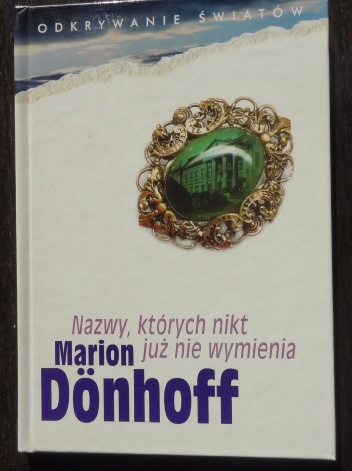 ODKRYWANIE ŚWIATÓW
Nazwy, których nikt
już nie wymienia
Marion
Dönhoff